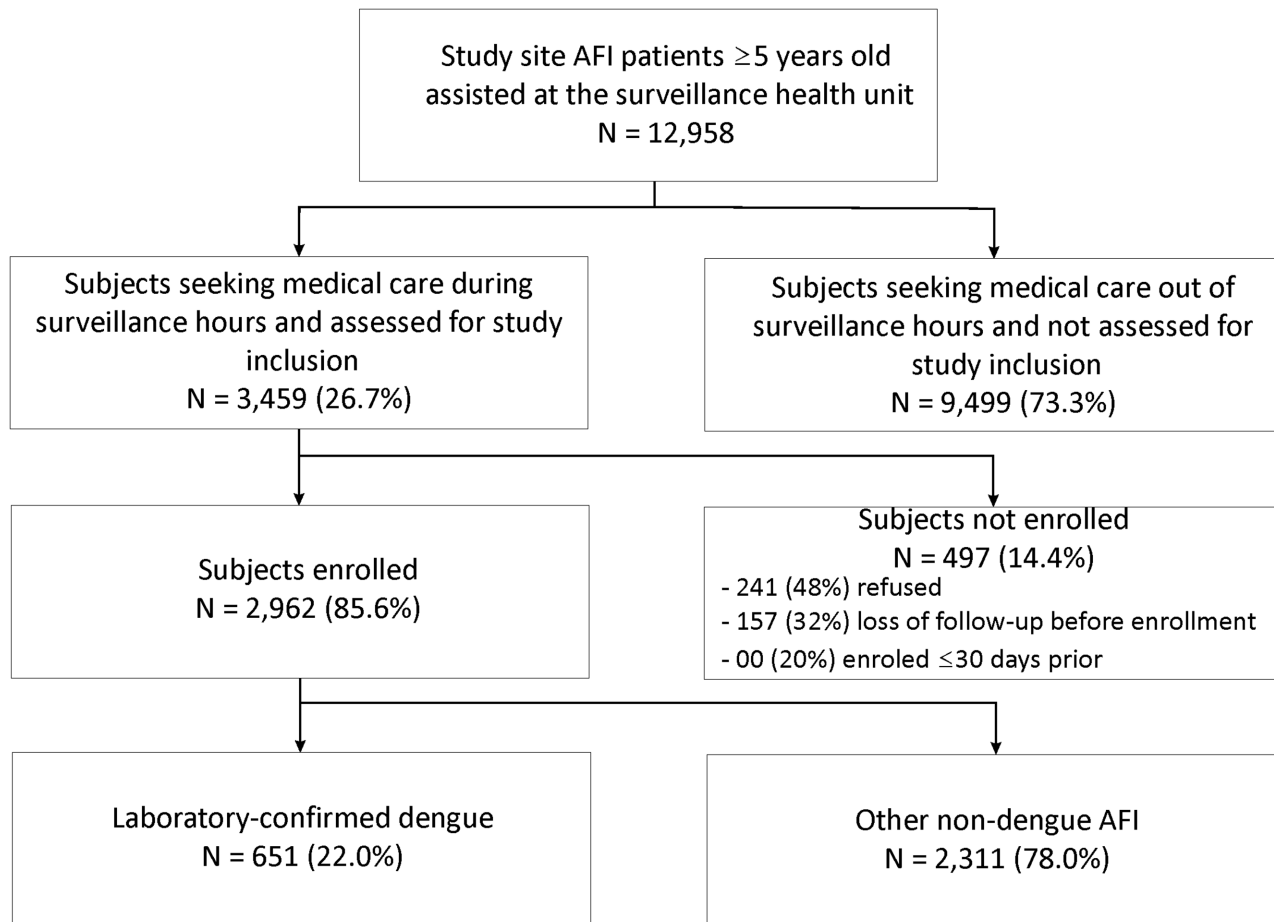 Study site AFI patients ≥5 years old
assisted at the surveillance health unit
N = 12,958
Subjects seeking medical care during
surveillance hours and assessed for study
inclusion
N = 3,459 (26.7%)
Subjects seeking medical care out of
surveillance hours and not assessed for
study inclusion
N = 9,499 (73.3%)
Subjects enrolled
N = 2,962 (85.6%)
Subjects not enrolled
N = 497 (14.4%)
- 241 (48%) refused
- 157 (32%) loss of follow-up before enrollment
- 00 (20%) enroled ≤30 days prior
Laboratory-confirmed dengue
N = 651 (22.0%)
Other non-dengue AFI
N = 2,311 (78.0%)